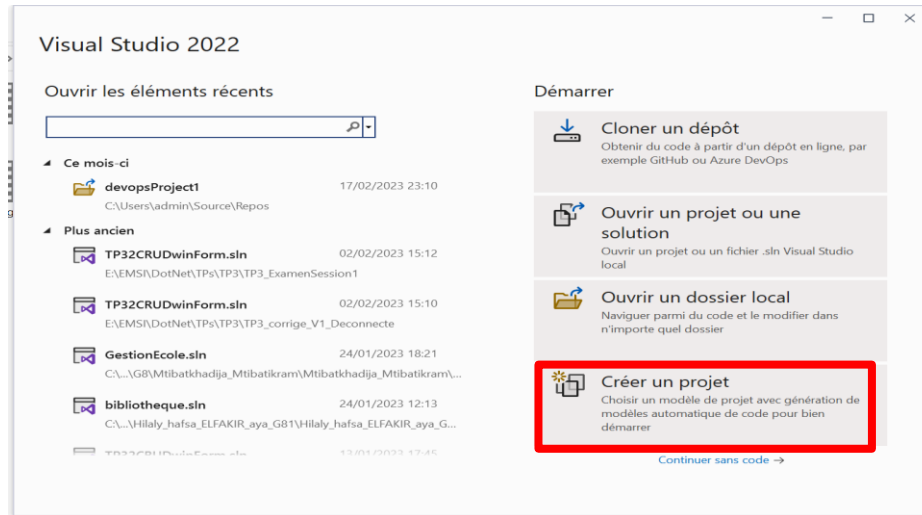 Visual Studio 2022
Ouvrir les éléments récents
Ce mois-ci
devopsProject1 17/02/2023 23:10
C:\Users\admin\Source\Repos
Plus ancien
TP32CRUDwinForm.sln 02/02/2023 15:12
E:\EMSI\DotNet\TPs\TP3\TP3_ExamenSession1
TP32CRUDwinForm.sln 02/02/2023 15:10
E:\EMSI\DotNet\TPs\TP3\TP3_corrige_V1_Deconnecte
GestionEcole.sln 24/01/2023 18:21
C:\...\G8\Mtibatkhadija_Mtibatikram\Mtibatkhadija_Mtibatikram\...
bibliotheque.sln 24/01/2023 12:13
C:\...\Hilaly_hafsa_ELFAKIR_aya_G81\Hilaly_hafsa_ELFAKIR_aya_G...
TP32CRUDwinForm.sln 13/01/2023 17:45
Démarrer
Cloner un dépôt
Obtenir du code à partir d'un dépôt en ligne, par
exemple GitHub ou Azure DevOps
Ouvrir un projet ou une
solution
Ouvrir un projet ou un fichier .sln Visual Studio
local
Ouvrir un dossier local
Naviguer parmi du code et le modifier dans
n'importe quel dossier
Créer un projet
Choisir un modèle de projet avec génération de
modèles automatique de code pour bien
démarrer
Continuer sans code →